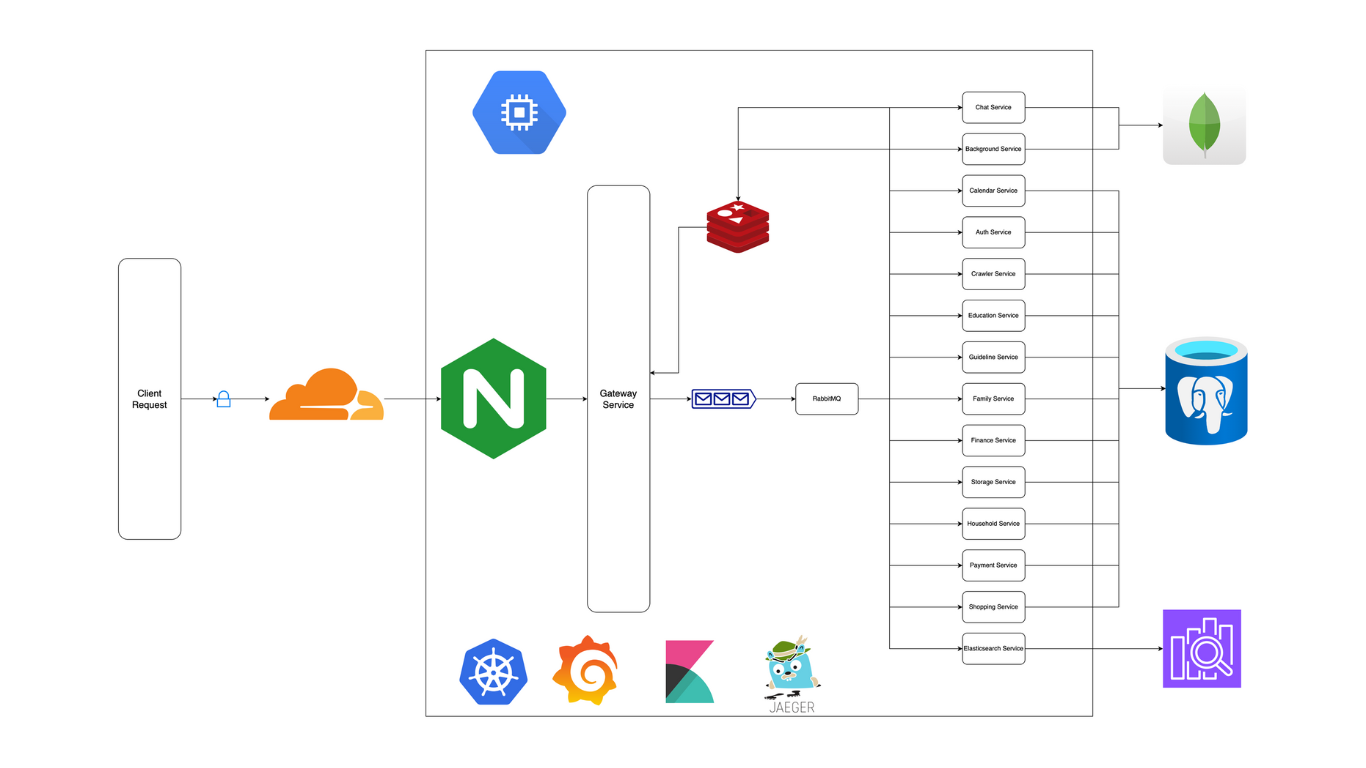 Client
Request
Gateway
Service
RabbitMQ
Chat Service
Background Service
Calendar Service
Auth Service
Crawler Service
Education Service
Guideline Service
Family Service
Finance Service
Storage Service
Household Service
Payment Service
Shopping Service
Elasticsearch Service
JAEGER